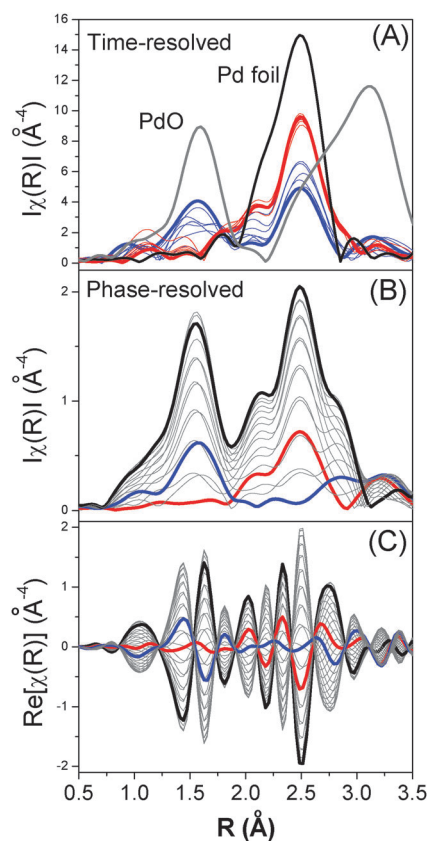 (A)
Time-resolved
Pd foil
PdO
|χ(R)| (Å⁻⁴)
16
14
12
10
8
6
4
2
0
(B)
Phase-resolved
|χ(R)| (Å⁻⁴)
2
1
0
(C)
Re[χ(R)] (Å⁻⁴)
2
1
0
-1
-2
0.5 1.0 1.5 2.0 2.5 3.0 3.5
R (Å)